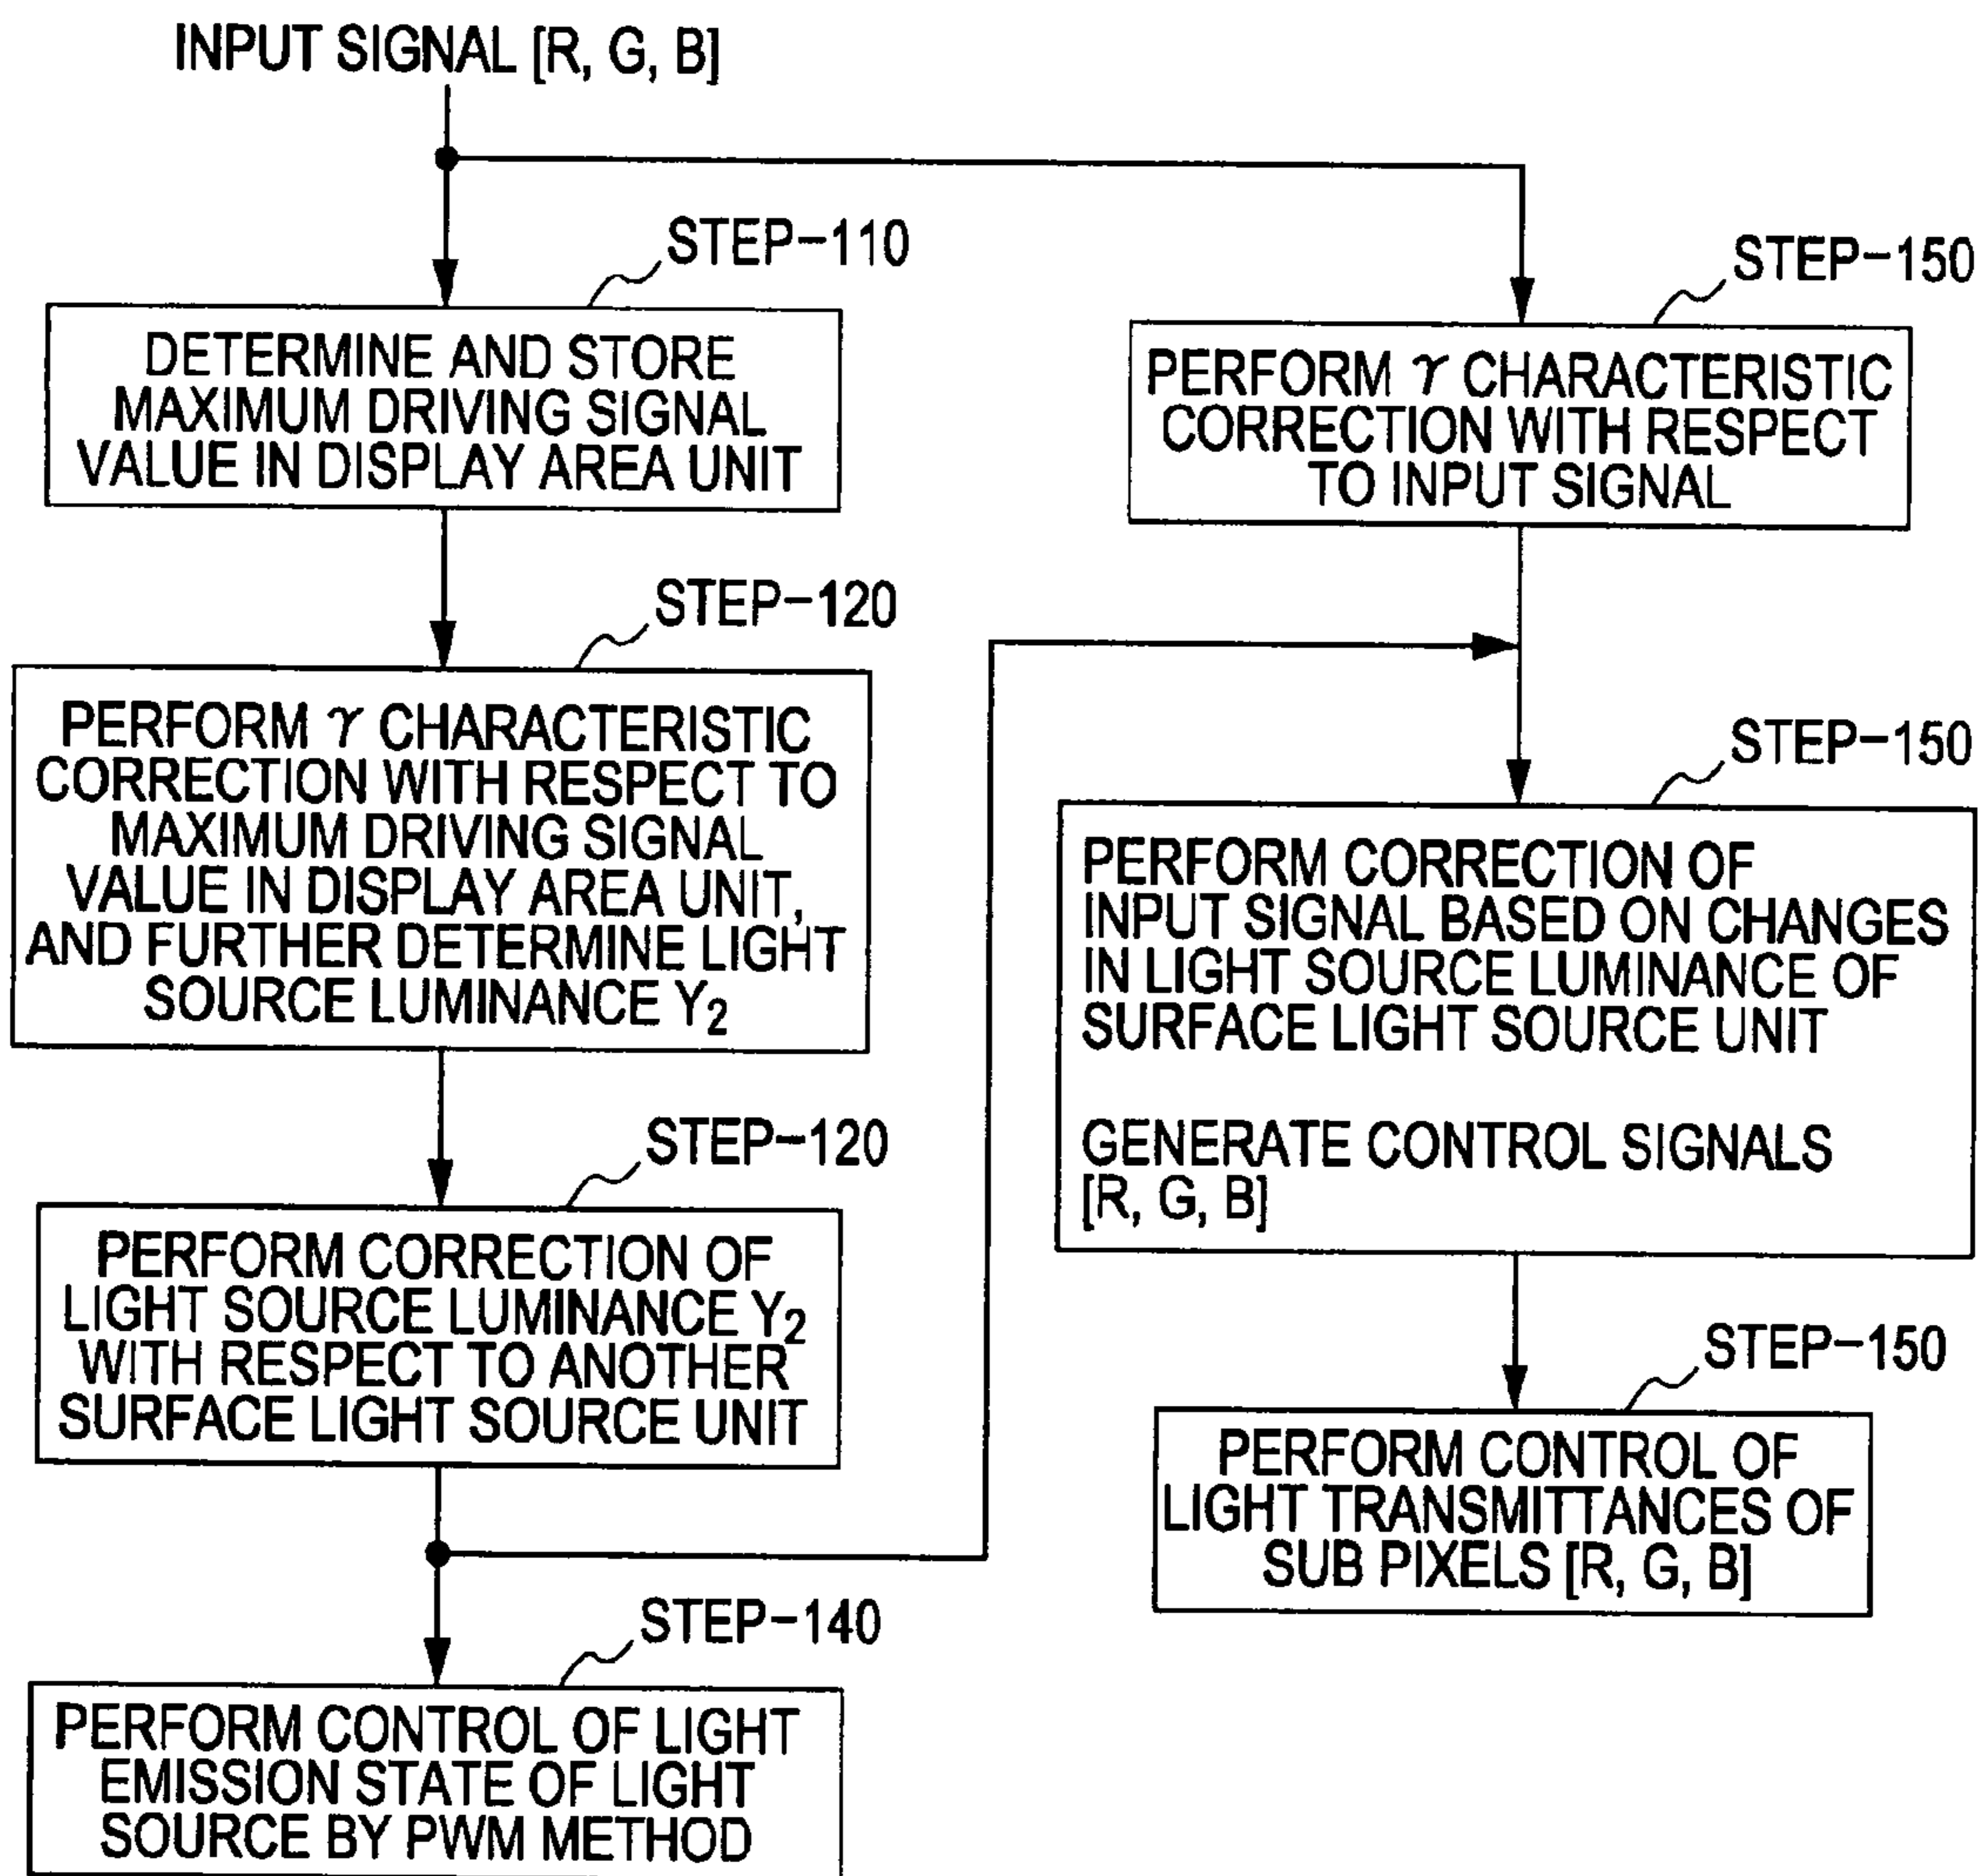 INPUT SIGNAL [R, G, B]
STEP-110
DETERMINE AND STORE
MAXIMUM DRIVING SIGNAL
VALUE IN DISPLAY AREA UNIT
STEP-120
PERFORM γ CHARACTERISTIC
CORRECTION WITH RESPECT TO
MAXIMUM DRIVING SIGNAL
VALUE IN DISPLAY AREA UNIT,
AND FURTHER DETERMINE LIGHT
SOURCE LUMINANCE Y₂
STEP-120
PERFORM CORRECTION OF
LIGHT SOURCE LUMINANCE Y₂
WITH RESPECT TO ANOTHER
SURFACE LIGHT SOURCE UNIT
STEP-140
PERFORM CONTROL OF LIGHT
EMISSION STATE OF LIGHT
SOURCE BY PWM METHOD
STEP-150
PERFORM γ CHARACTERISTIC
CORRECTION WITH RESPECT
TO INPUT SIGNAL
STEP-150
PERFORM CORRECTION OF
INPUT SIGNAL BASED ON CHANGES
IN LIGHT SOURCE LUMINANCE OF
SURFACE LIGHT SOURCE UNIT
GENERATE CONTROL SIGNALS
[R, G, B]
STEP-150
PERFORM CONTROL OF
LIGHT TRANSMITTANCES OF
SUB PIXELS [R, G, B]